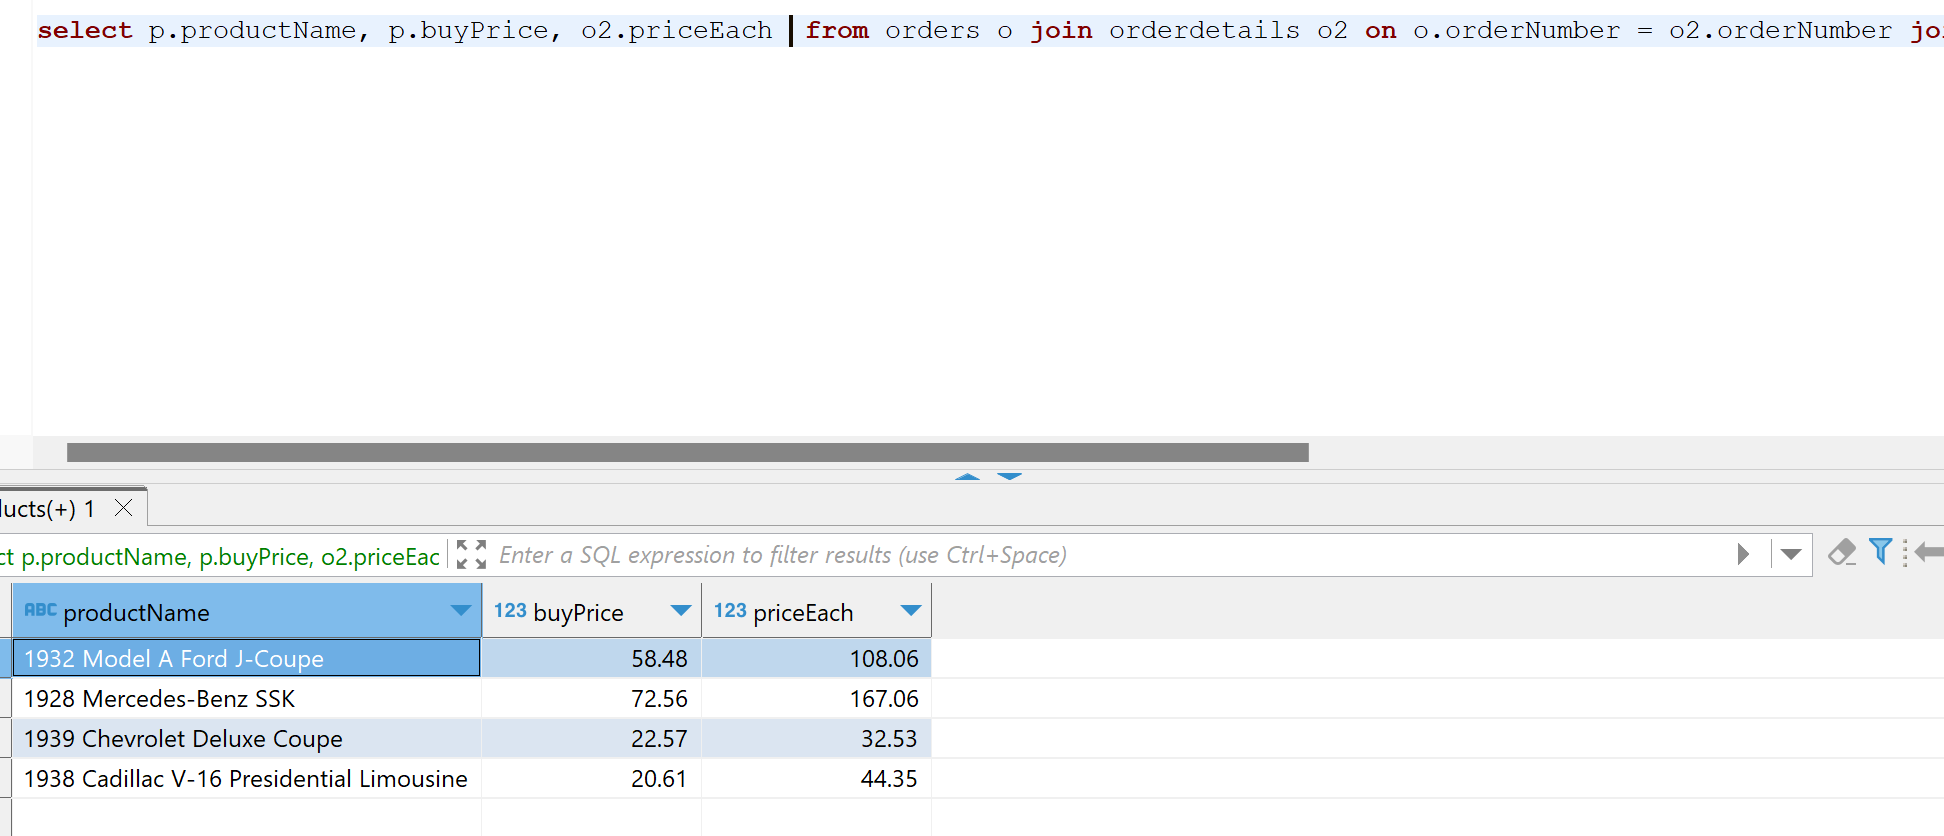 select p.productName, p.buyPrice, o2.priceEach from orders o join orderdetails o2 on o.orderNumber = o2.orderNumber
ucts(+) 1
ct p.productName, p.buyPrice, o2.priceEac Enter a SQL expression to filter results (use Ctrl+Space)
ABC productName 123 buyPrice 123 priceEach
1932 Model A Ford J-Coupe 58.48 108.06
1928 Mercedes-Benz SSK 72.56 167.06
1939 Chevrolet Deluxe Coupe 22.57 32.53
1938 Cadillac V-16 Presidential Limousine 20.61 44.35